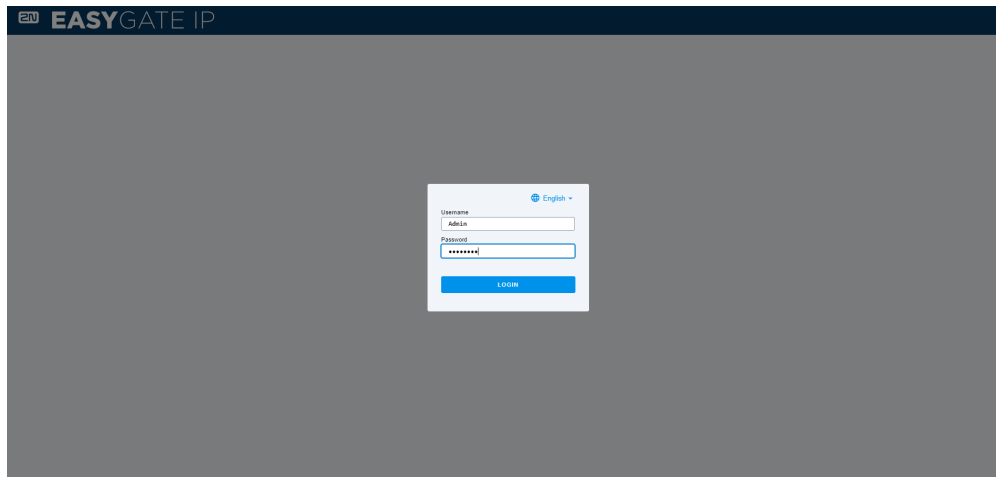 2N EASYGATE IP
English
Username
Admin
Password
••••••••
LOGIN